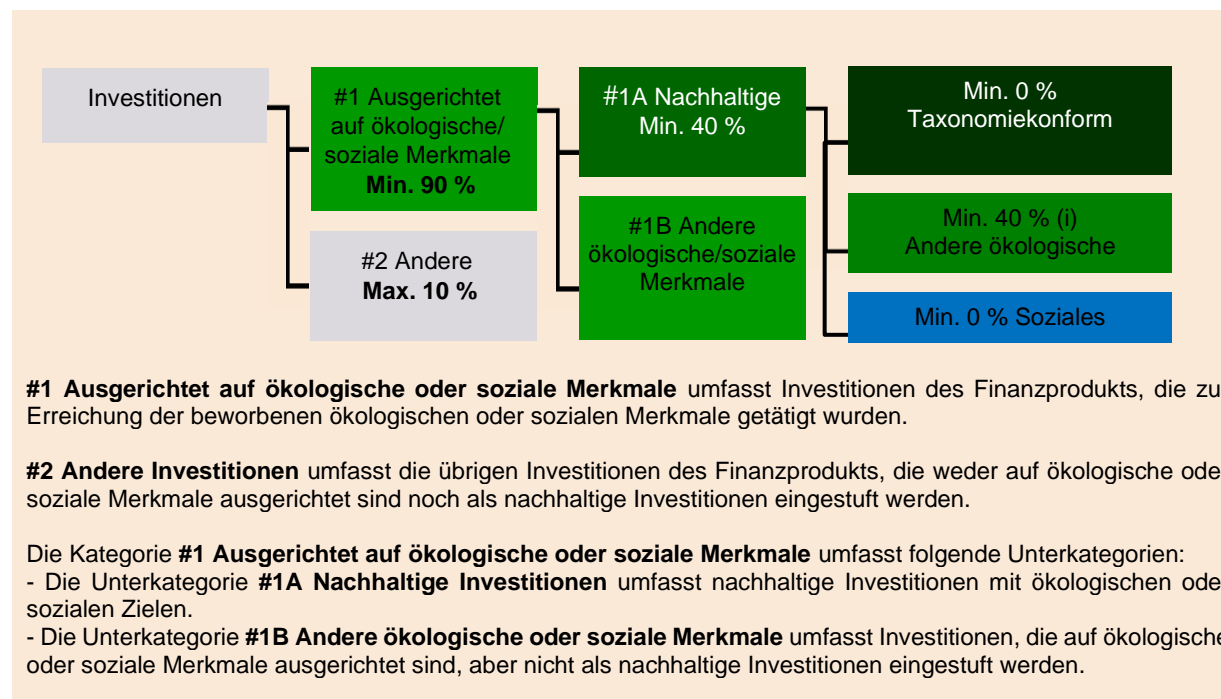 Investitionen
#1 Ausgerichtet
auf ökologische/
soziale Merkmale
Min. 90 %
#2 Andere
Max. 10 %
#1A Nachhaltige
Min. 40 %
#1B Andere
ökologische/soziale
Merkmale
Min. 0 %
Taxonomiekonform
Min. 40 % (i)
Andere ökologische
Min. 0 % Soziales
#1 Ausgerichtet auf ökologische oder soziale Merkmale umfasst Investitionen des Finanzprodukts, die zu
Erreichung der beworbenen ökologischen oder sozialen Merkmale getätigt wurden.
#2 Andere Investitionen umfasst die übrigen Investitionen des Finanzprodukts, die weder auf ökologische ode
soziale Merkmale ausgerichtet sind noch als nachhaltige Investitionen eingestuft werden.
Die Kategorie #1 Ausgerichtet auf ökologische oder soziale Merkmale umfasst folgende Unterkategorien:
- Die Unterkategorie #1A Nachhaltige Investitionen umfasst nachhaltige Investitionen mit ökologischen ode
sozialen Zielen.
- Die Unterkategorie #1B Andere ökologische oder soziale Merkmale umfasst Investitionen, die auf ökologische
oder soziale Merkmale ausgerichtet sind, aber nicht als nachhaltige Investitionen eingestuft werden.